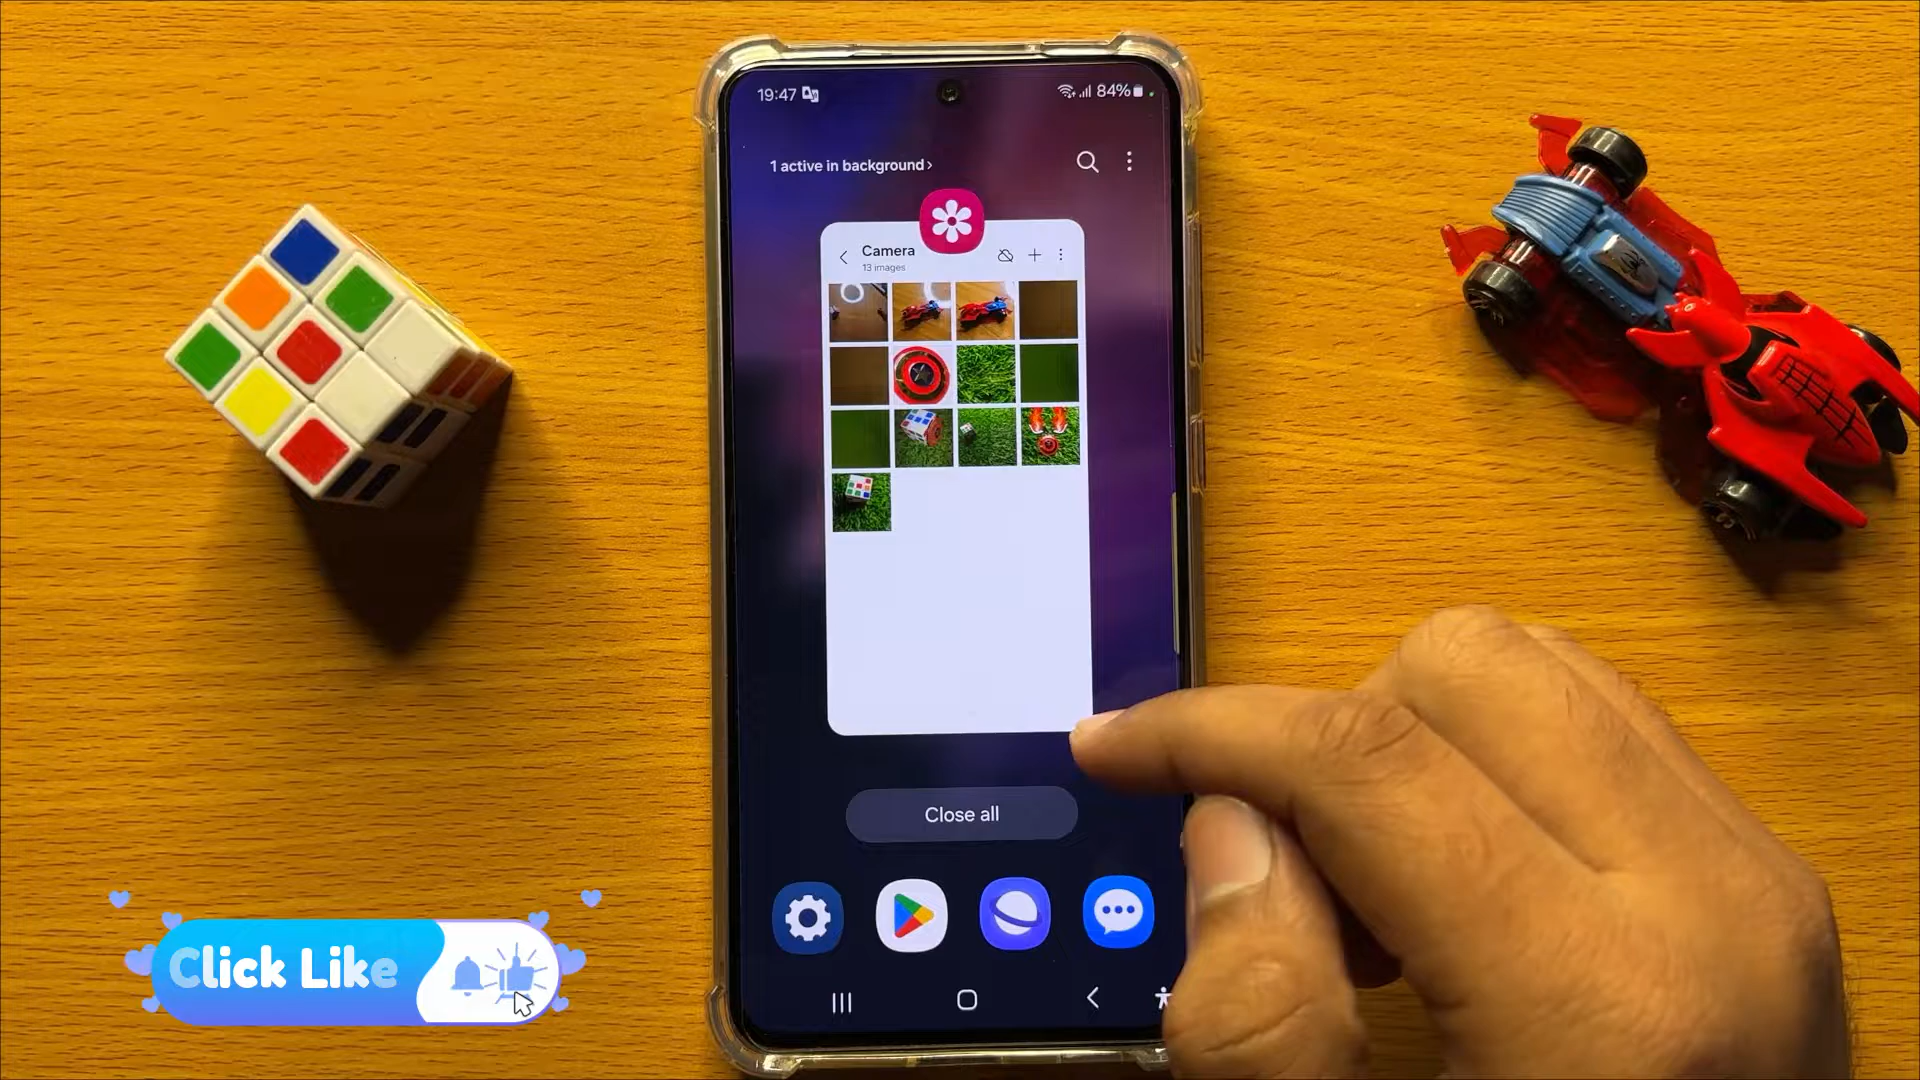 19:47
84%
1 active in background
Camera
13 images
Close all
Click Like